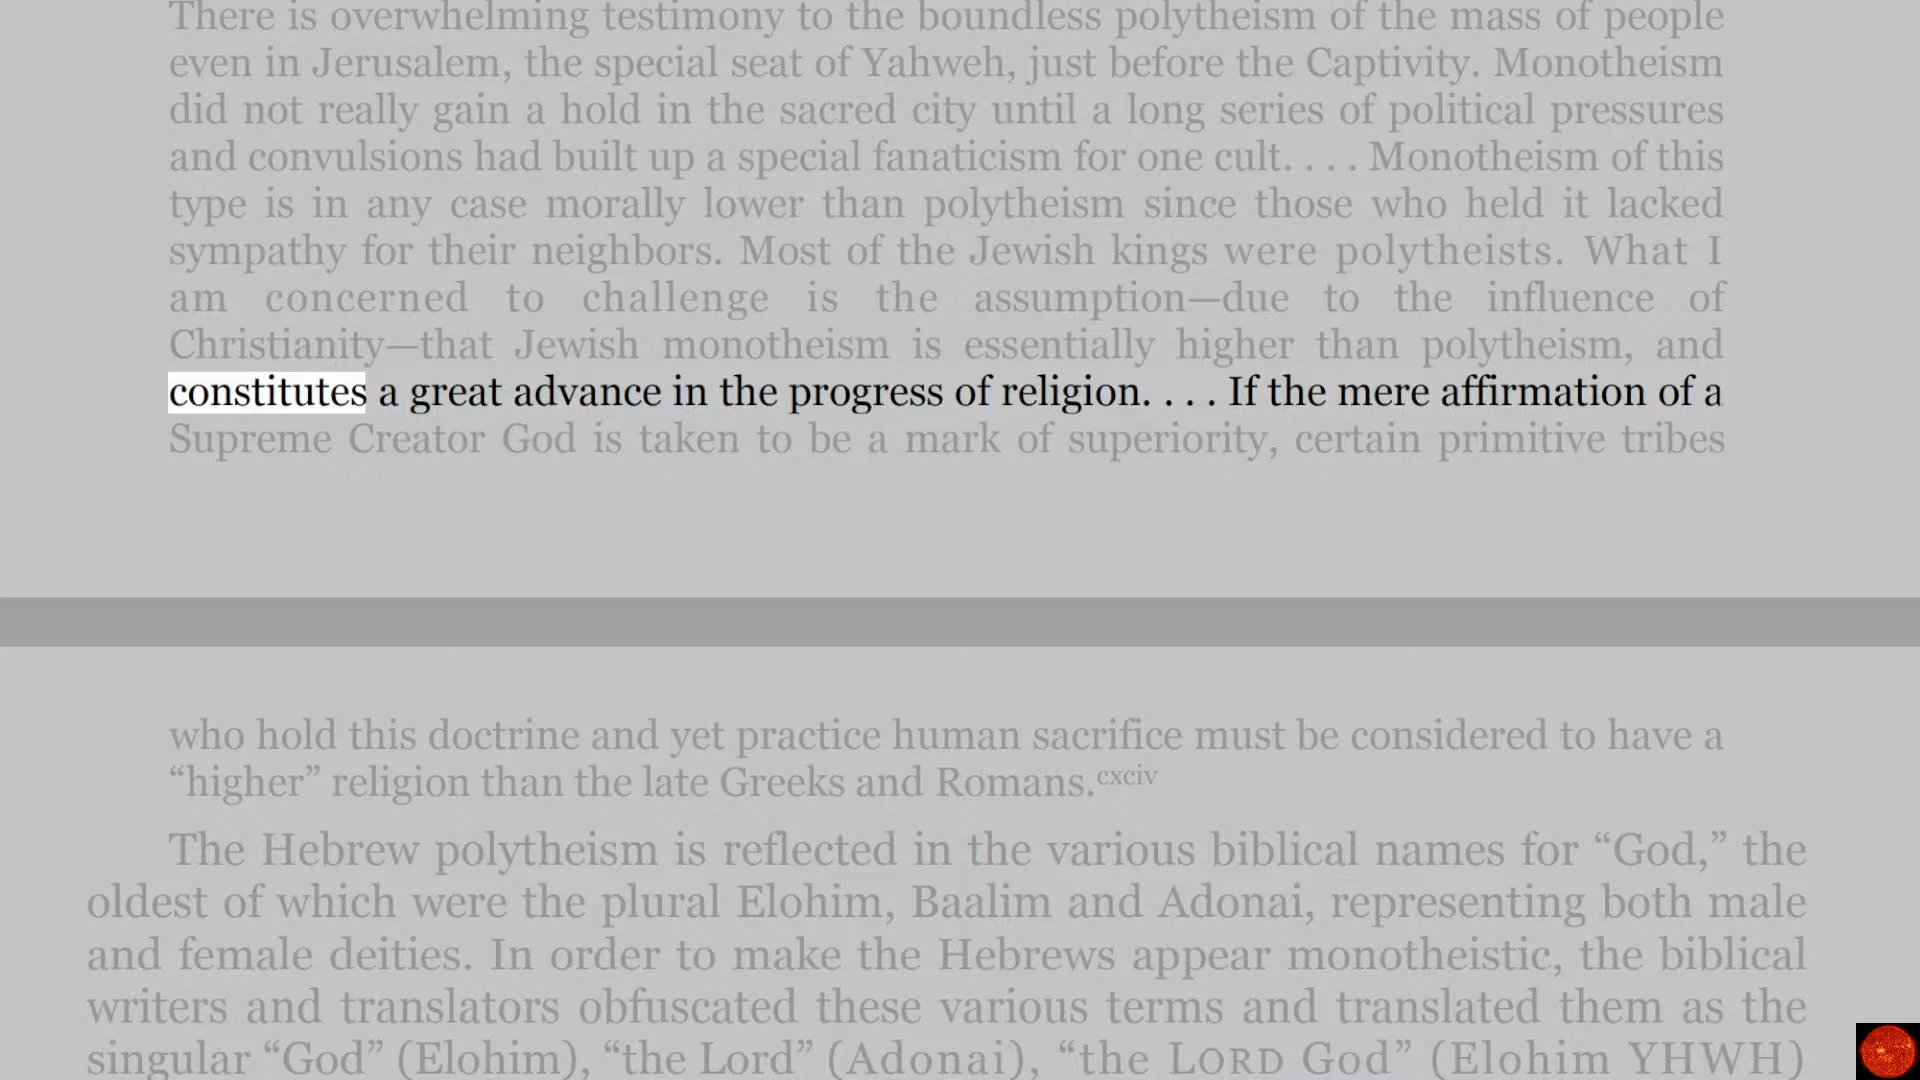 There is overwhelming testimony to the boundless polytheism of the mass of people
even in Jerusalem, the special seat of Yahweh, just before the Captivity. Monotheism
did not really gain a hold in the sacred city until a long series of political pressures
and convulsions had built up a special fanaticism for one cult. . . . Monotheism of this
type is in any case morally lower than polytheism since those who held it lacked
sympathy for their neighbors. Most of the Jewish kings were polytheists. What I
am concerned to challenge is the assumption—due to the influence of
Christianity—that Jewish monotheism is essentially higher than polytheism, and
constitutes a great advance in the progress of religion. . . . If the mere affirmation of a
Supreme Creator God is taken to be a mark of superiority, certain primitive tribes
who hold this doctrine and yet practice human sacrifice must be considered to have a
“higher” religion than the late Greeks and Romans.cxciv
The Hebrew polytheism is reflected in the various biblical names for “God,” the
oldest of which were the plural Elohim, Baalim and Adonai, representing both male
and female deities. In order to make the Hebrews appear monotheistic, the biblical
writers and translators obfuscated these various terms and translated them as the
singular “God” (Elohim), “the Lord” (Adonai), “the LORD God” (Elohim YHWH)